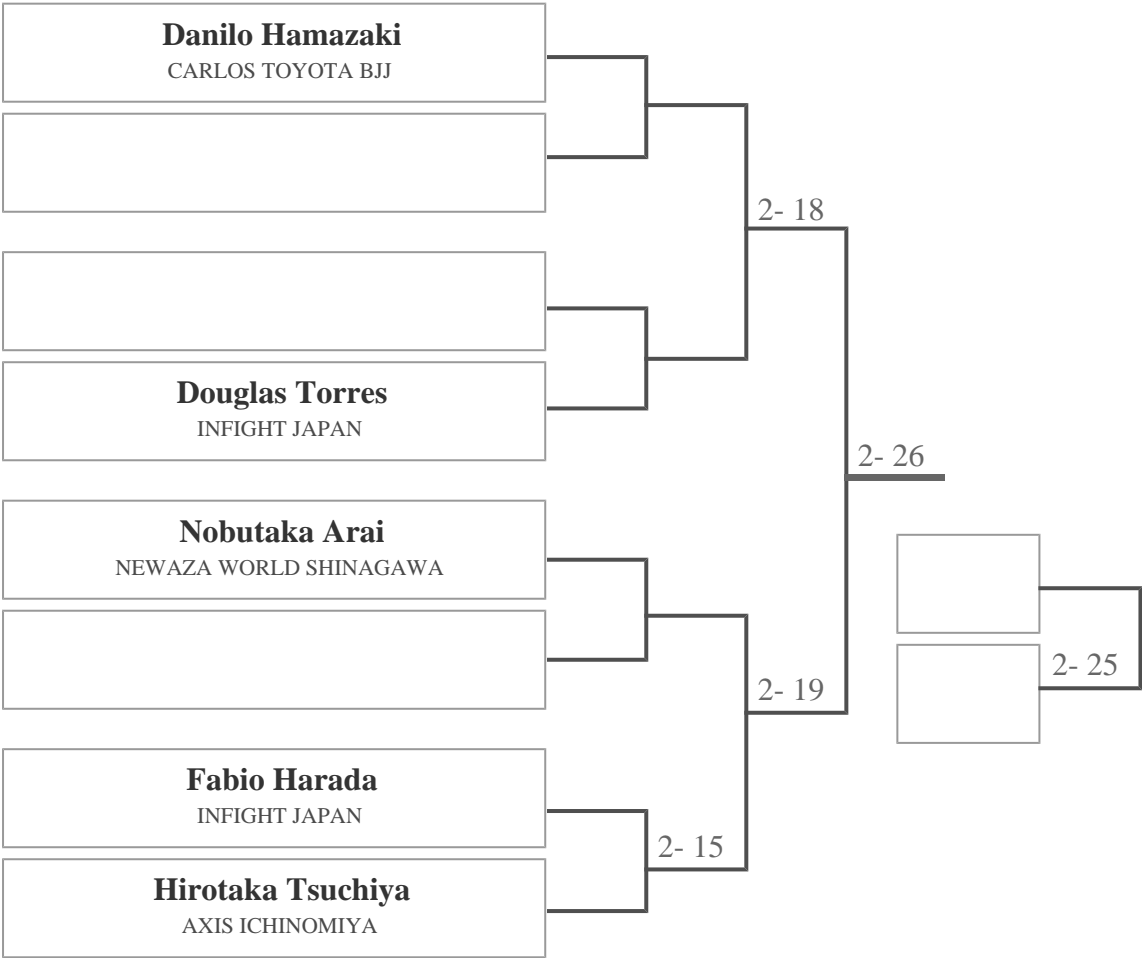 Danilo Hamazaki
CARLOS TOYOTA BJJ
2- 18
Douglas Torres
INFIGHT JAPAN
2- 26
Nobutaka Arai
NEWAZA WORLD SHINAGAWA
2- 25
2- 19
Fabio Harada
INFIGHT JAPAN
2- 15
Hirotaka Tsuchiya
AXIS ICHINOMIYA